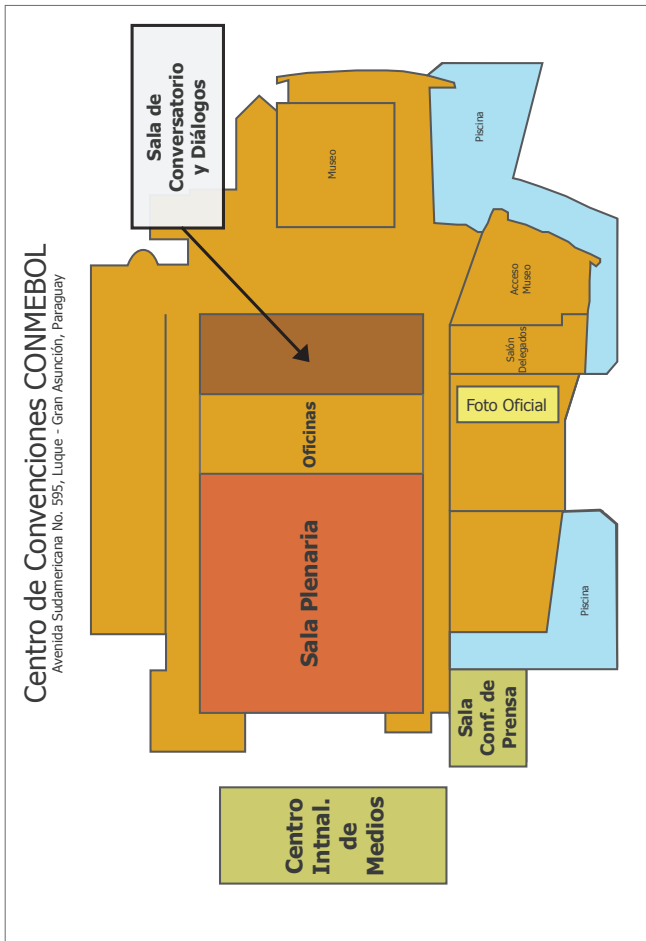 Centro de Convenciones CONMEBOL
Avenida Sudamericana No. 595, Luque - Gran Asunción, Paraguay
Sala de
Conversatorio
y Diálogos
Museo
Piscina
Acceso
Museo
Salón
Delegados
Foto Oficial
Oficinas
Sala Plenaria
Piscina
Sala
Conf. de
Prensa
Centro
Intnal.
de
Medios